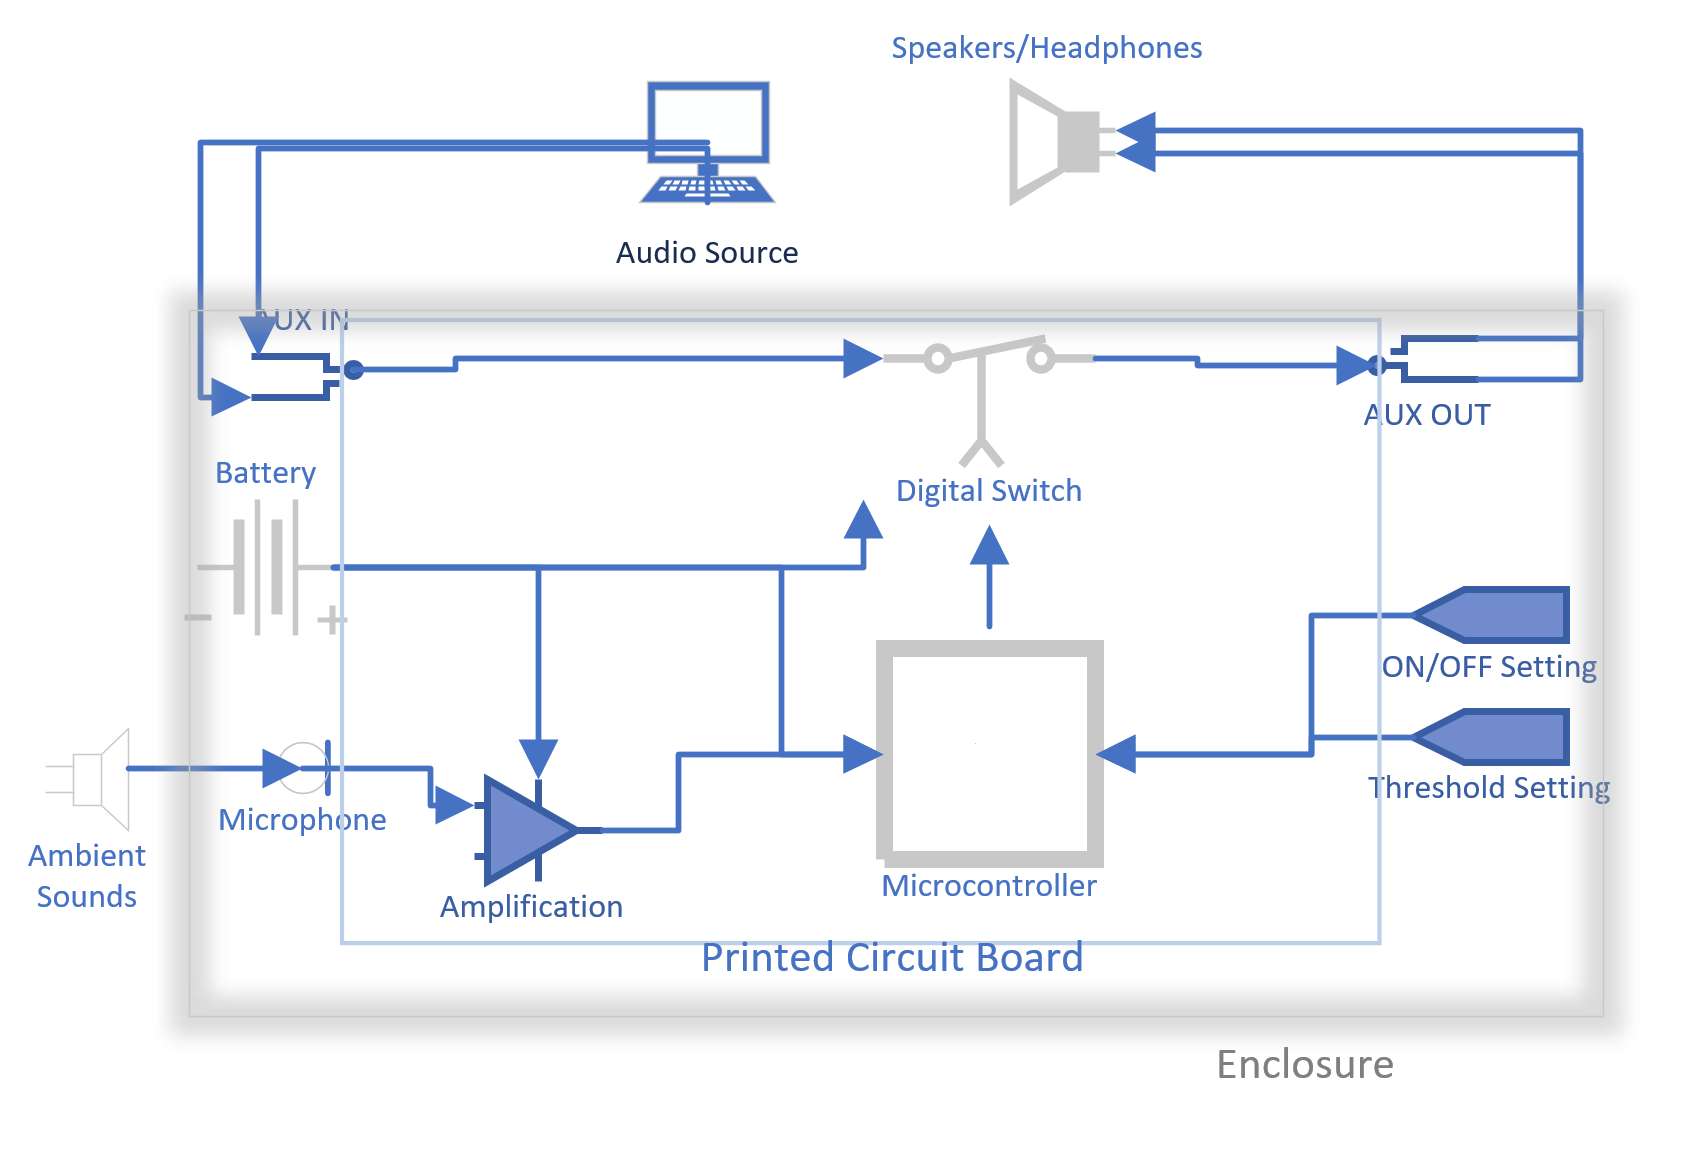 Speakers/Headphones
Audio Source
AUX IN
AUX OUT
Battery
Digital Switch
ON/OFF Setting
Threshold Setting
Microphone
Ambient
Sounds
Microcontroller
Amplification
Printed Circuit Board
Enclosure